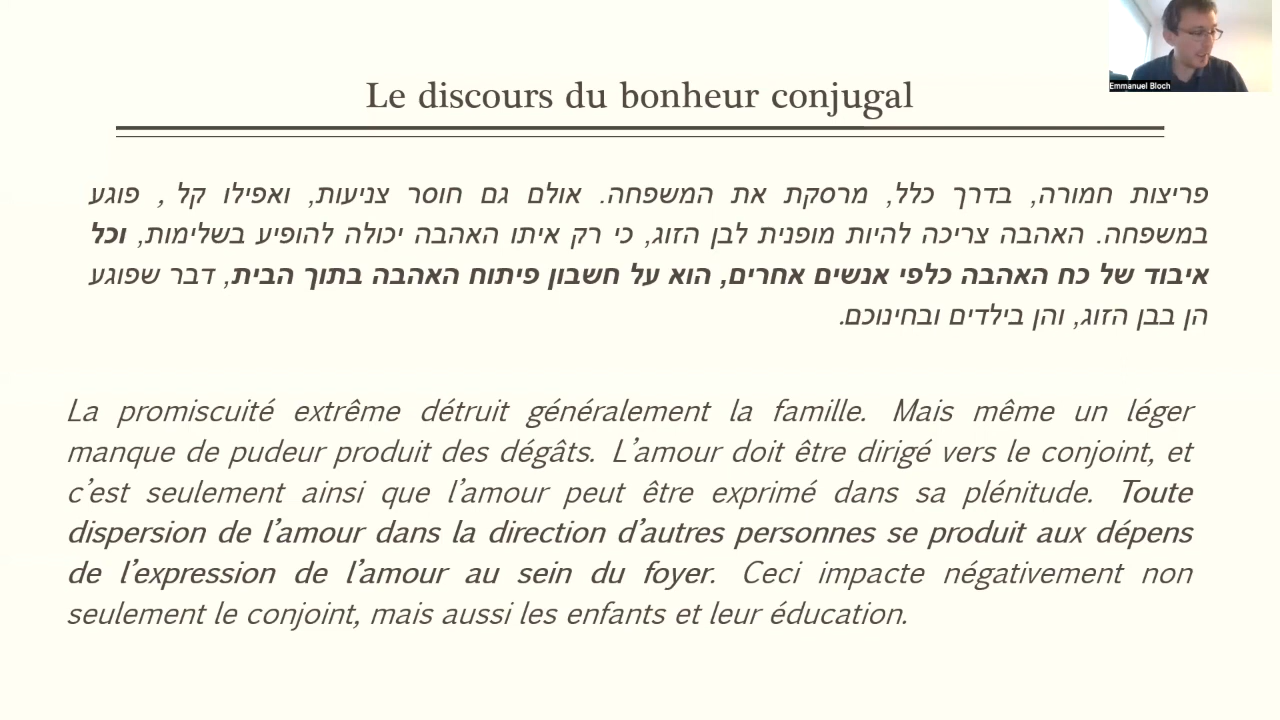 Le discours du bonheur conjugal
Emmanuel Bloch
פריצות חמורה, בדרך כלל, מרסקת את המשפחה. אולם גם חוסר צניעות, ואפילו קל , פוגע
במשפחה. האהבה צריכה להיות מופנית לבן הזוג, כי רק איתו האהבה יכולה להופיע בשלימות, וכל
איבוד של כח האהבה כלפי אנשים אחרים, הוא על חשבון פיתוח האהבה בתוך הבית, דבר שפוגע
הן בבן הזוג, והן בילדים ובחינוכם.
La promiscuité extrême détruit généralement la famille. Mais même un léger
manque de pudeur produit des dégâts. L’amour doit être dirigé vers le conjoint, et
c’est seulement ainsi que l’amour peut être exprimé dans sa plénitude. Toute
dispersion de l’amour dans la direction d’autres personnes se produit aux dépens
de l’expression de l’amour au sein du foyer. Ceci impacte négativement non
seulement le conjoint, mais aussi les enfants et leur éducation.